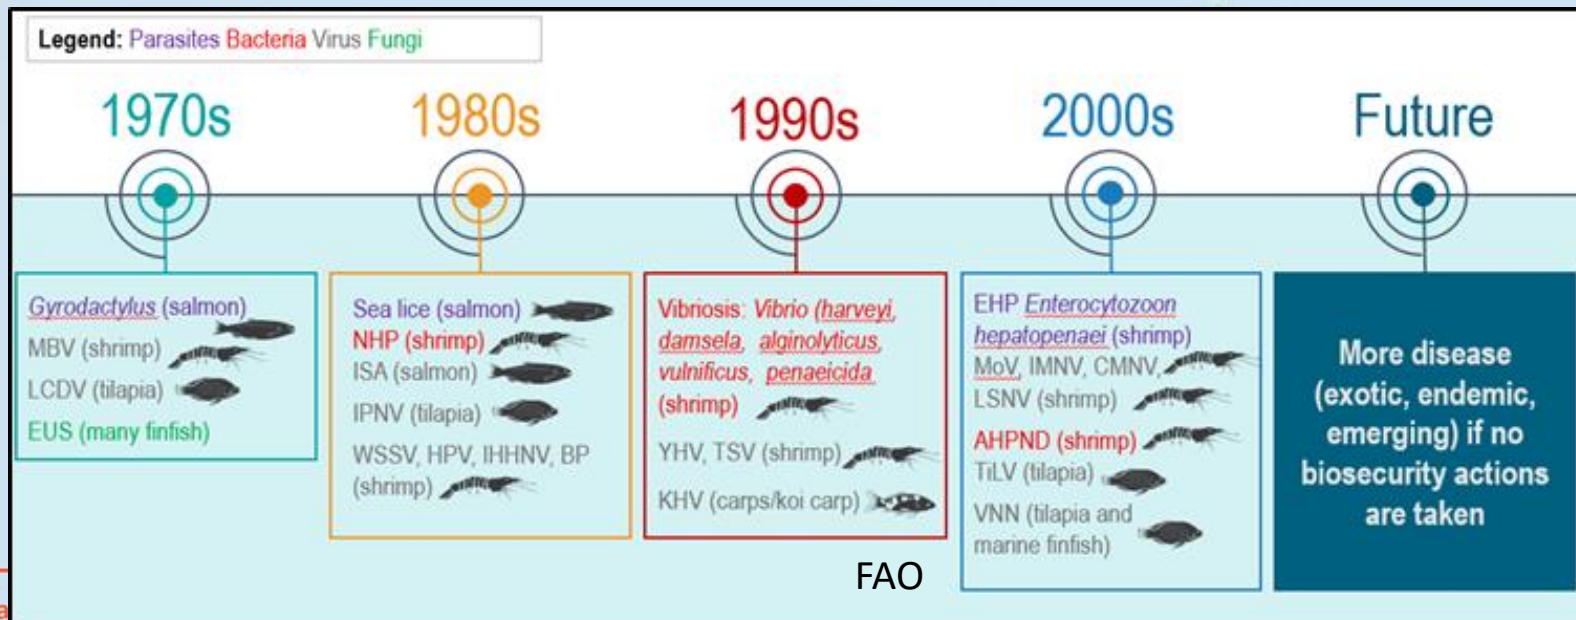 Legend: Parasites Bacteria Virus Fungi
1970s
1980s
1990s
2000s
Future
Gyrodactylus (salmon)
MBV (shrimp)
LCDV (tilapia)
EUS (many finfish)
Sea lice (salmon)
NHP (shrimp)
ISA (salmon)
IPNV (tilapia)
WSSV, HPV, IHHNV, BP
(shrimp)
Vibriosis: Vibrio (harveyi,
damsela, alginolyticus,
vulnificus, penaeicida
(shrimp)
YHV, TSV (shrimp)
KHV (carps/koi carp)
EHP Enterocytozoon
hepatopenaei (shrimp)
MoV, IMNV, CMNV,
LSNV (shrimp)
AHPND (shrimp)
TiLV (tilapia)
VNN (tilapia and
marine finfish)
More disease
(exotic, endemic,
emerging) if no
biosecurity actions
are taken
FAO